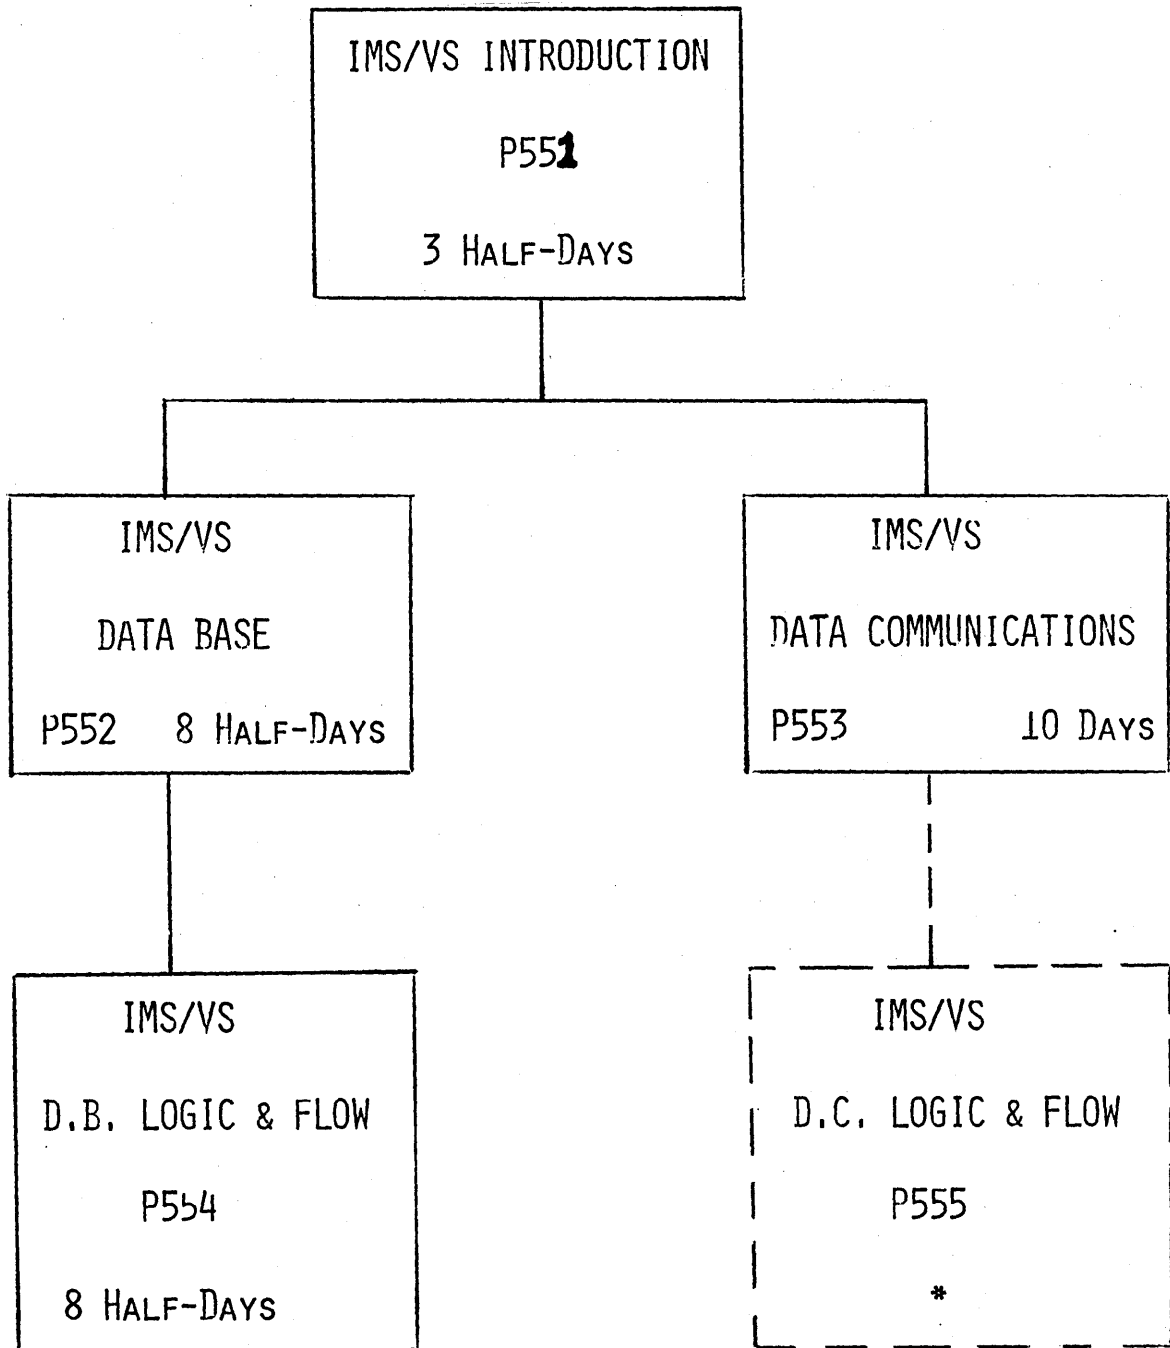 IMS/VS INTRODUCTION
P551
3 HALF-DAYS
IMS/VS
DATA BASE
P552 8 HALF-DAYS
IMS/VS
DATA COMMUNICATIONS
P553 10 DAYS
IMS/VS
D.B. LOGIC & FLOW
P554
8 HALF-DAYS
IMS/VS
D.C. LOGIC & FLOW
P555
*